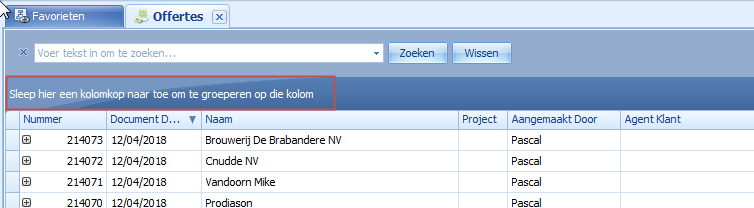 Favorieten Offertes
Voer tekst in om te zoeken... Zoeken Wissen
Sleep hier een kolomkop naar toe om te groeperen op die kolom
Nummer Document D... Naam Project Aangemaakt Door Agent Klant
214073 12/04/2018 Brouwerij De Brabandere NV Pascal
214072 12/04/2018 Cnudde NV Pascal
214071 12/04/2018 Vandoorn Mike Pascal
214070 12/04/2018 Prodiason Pascal